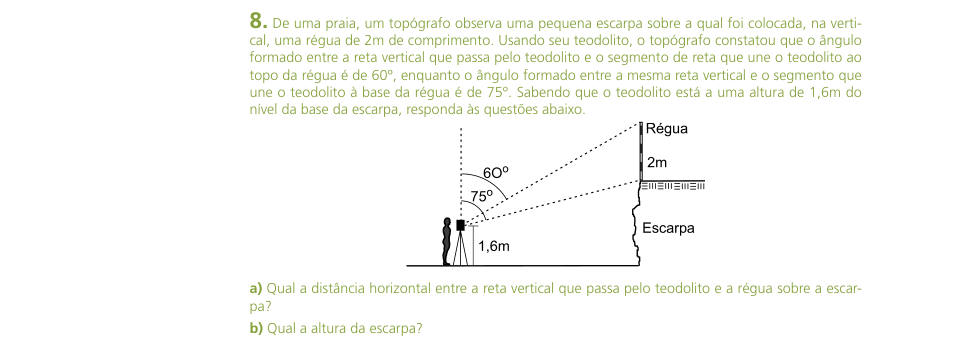 8. De uma praia, um topógrafo observa uma pequena escarpa sobre a qual foi colocada, na verti-
cal, uma régua de 2m de comprimento. Usando seu teodolito, o topógrafo constatou que o ângulo
formado entre a reta vertical que passa pelo teodolito e o segmento de reta que une o teodolito ao
topo da régua é de 60º, enquanto o ângulo formado entre a mesma reta vertical e o segmento que
une o teodolito à base da régua é de 75º. Sabendo que o teodolito está a uma altura de 1,6m do
nível da base da escarpa, responda às questões abaixo.
Régua
2m
60º
75º
Escarpa
1,6m
a) Qual a distância horizontal entre a reta vertical que passa pelo teodolito e a régua sobre a escar-
pa?
b) Qual a altura da escarpa?